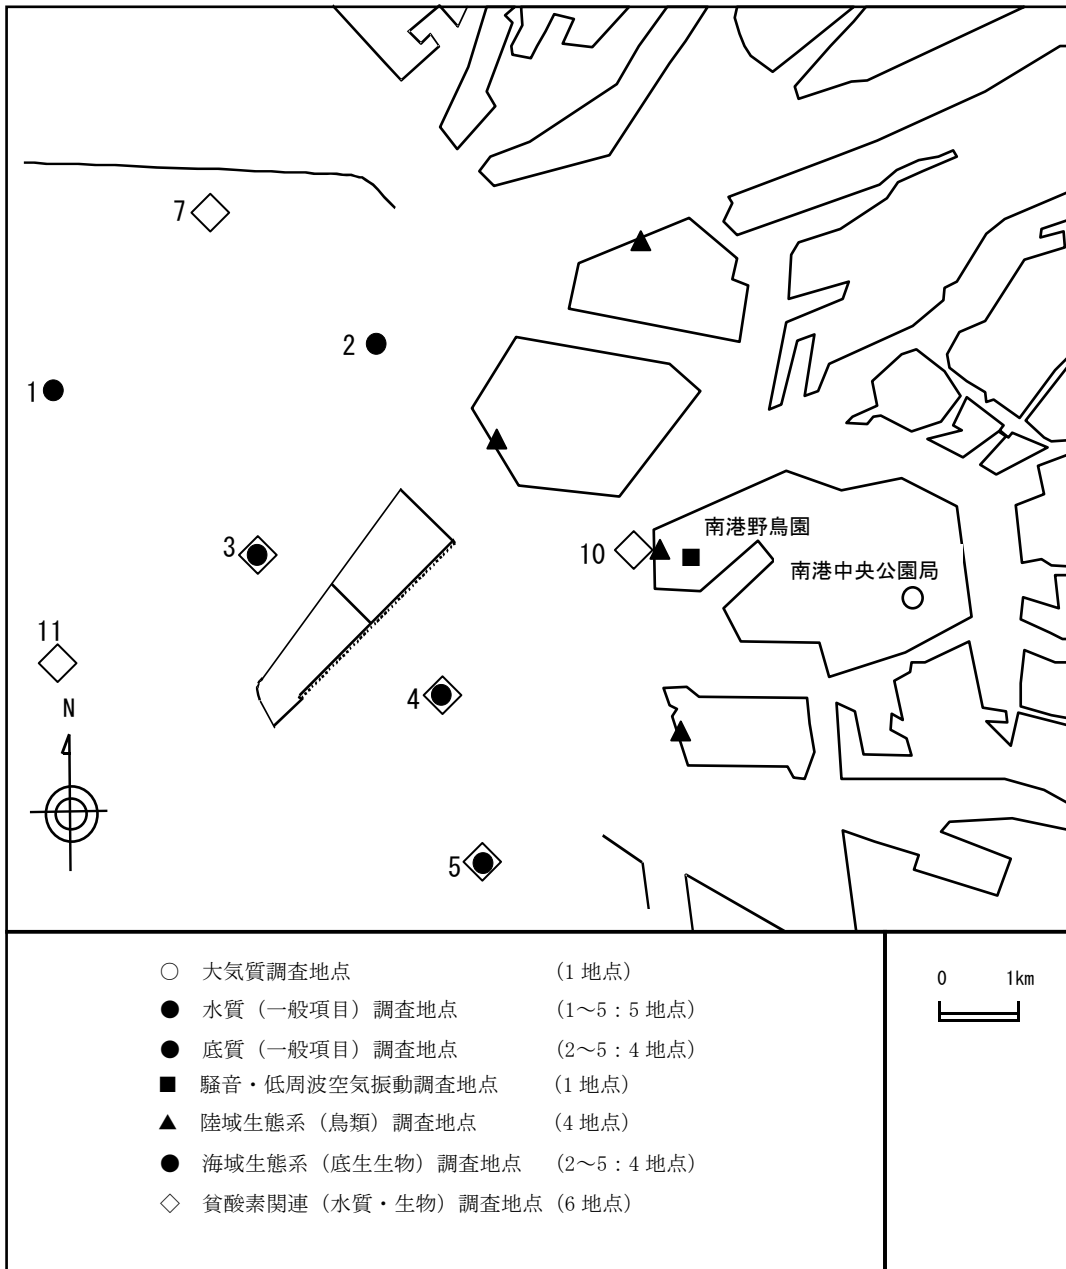 7
2
1
南港野鳥園
3
10
南港中央公園局
11
4
N
5
○ 大気質調査地点 (1 地点)
● 水質（一般項目）調査地点 (1～5：5 地点)
● 底質（一般項目）調査地点 (2～5：4 地点)
■ 騒音・低周波空気振動調査地点 (1 地点)
▲ 陸域生態系（鳥類）調査地点 (4 地点)
● 海域生態系（底生生物）調査地点 (2～5：4 地点)
◇ 貧酸素関連（水質・生物）調査地点 (6 地点)
0 1km